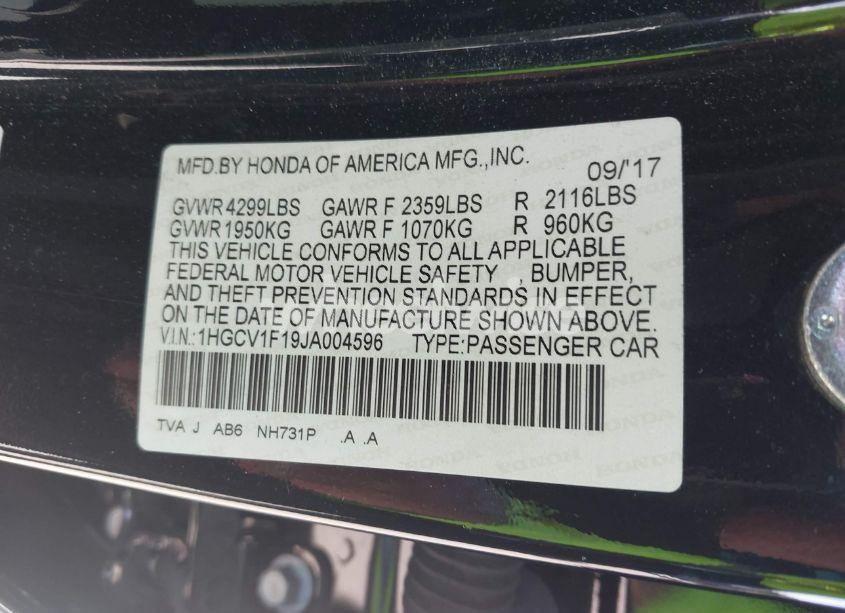 MFD.BY HONDA OF AMERICA MFG.,INC. 09/'17
GVWR 4299LBS GAWR F 2359LBS R 2116LBS
GVWR 1950KG GAWR F 1070KG R 960KG
THIS VEHICLE CONFORMS TO ALL APPLICABLE
FEDERAL MOTOR VEHICLE SAFETY , BUMPER,
AND THEFT PREVENTION STANDARDS IN EFFECT
ON THE DATE OF MANUFACTURE SHOWN ABOVE.
V.I.N.:1HGCV1F19JA004596 TYPE:PASSENGER CAR
TVA J AB6 NH731P .A .A